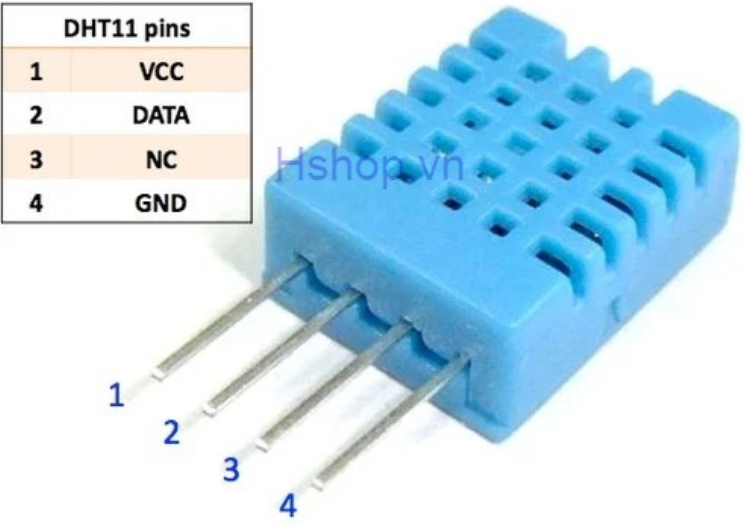 DHT11 pins
1 VCC
2 DATA
3 NC
4 GND
Hshop.vn
1
2
3
4